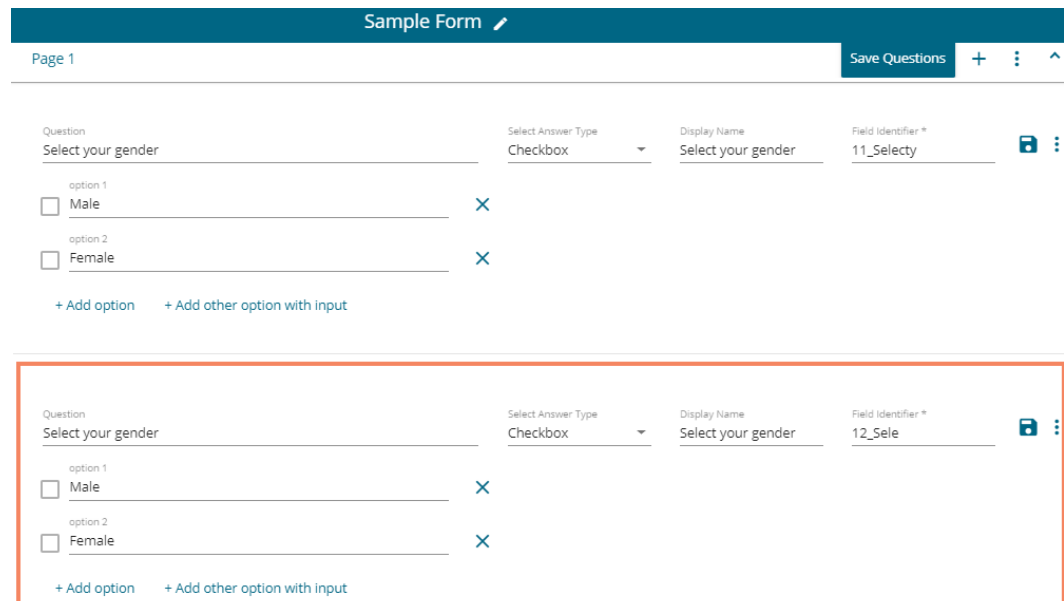 Sample Form
Page 1 Save Questions
Question Select Answer Type Display Name Field Identifier *
Select your gender Checkbox Select your gender 11_Selecty
option 1
Male
option 2
Female
+ Add option + Add other option with input
Question Select Answer Type Display Name Field Identifier *
Select your gender Checkbox Select your gender 12_Sele
option 1
Male
option 2
Female
+ Add option + Add other option with input